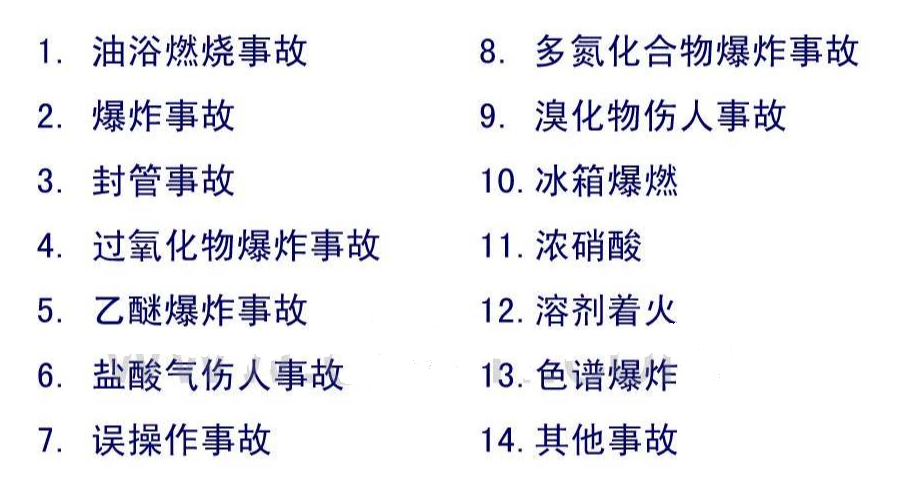 1. 油浴燃烧事故
2. 爆炸事故
3. 封管事故
4. 过氧化物爆炸事故
5. 乙醚爆炸事故
6. 盐酸气伤人事故
7. 误操作事故
8. 多氮化合物爆炸事故
9. 溴化物伤人事故
10. 冰箱爆燃
11. 浓硝酸
12. 溶剂着火
13. 色谱爆炸
14. 其他事故